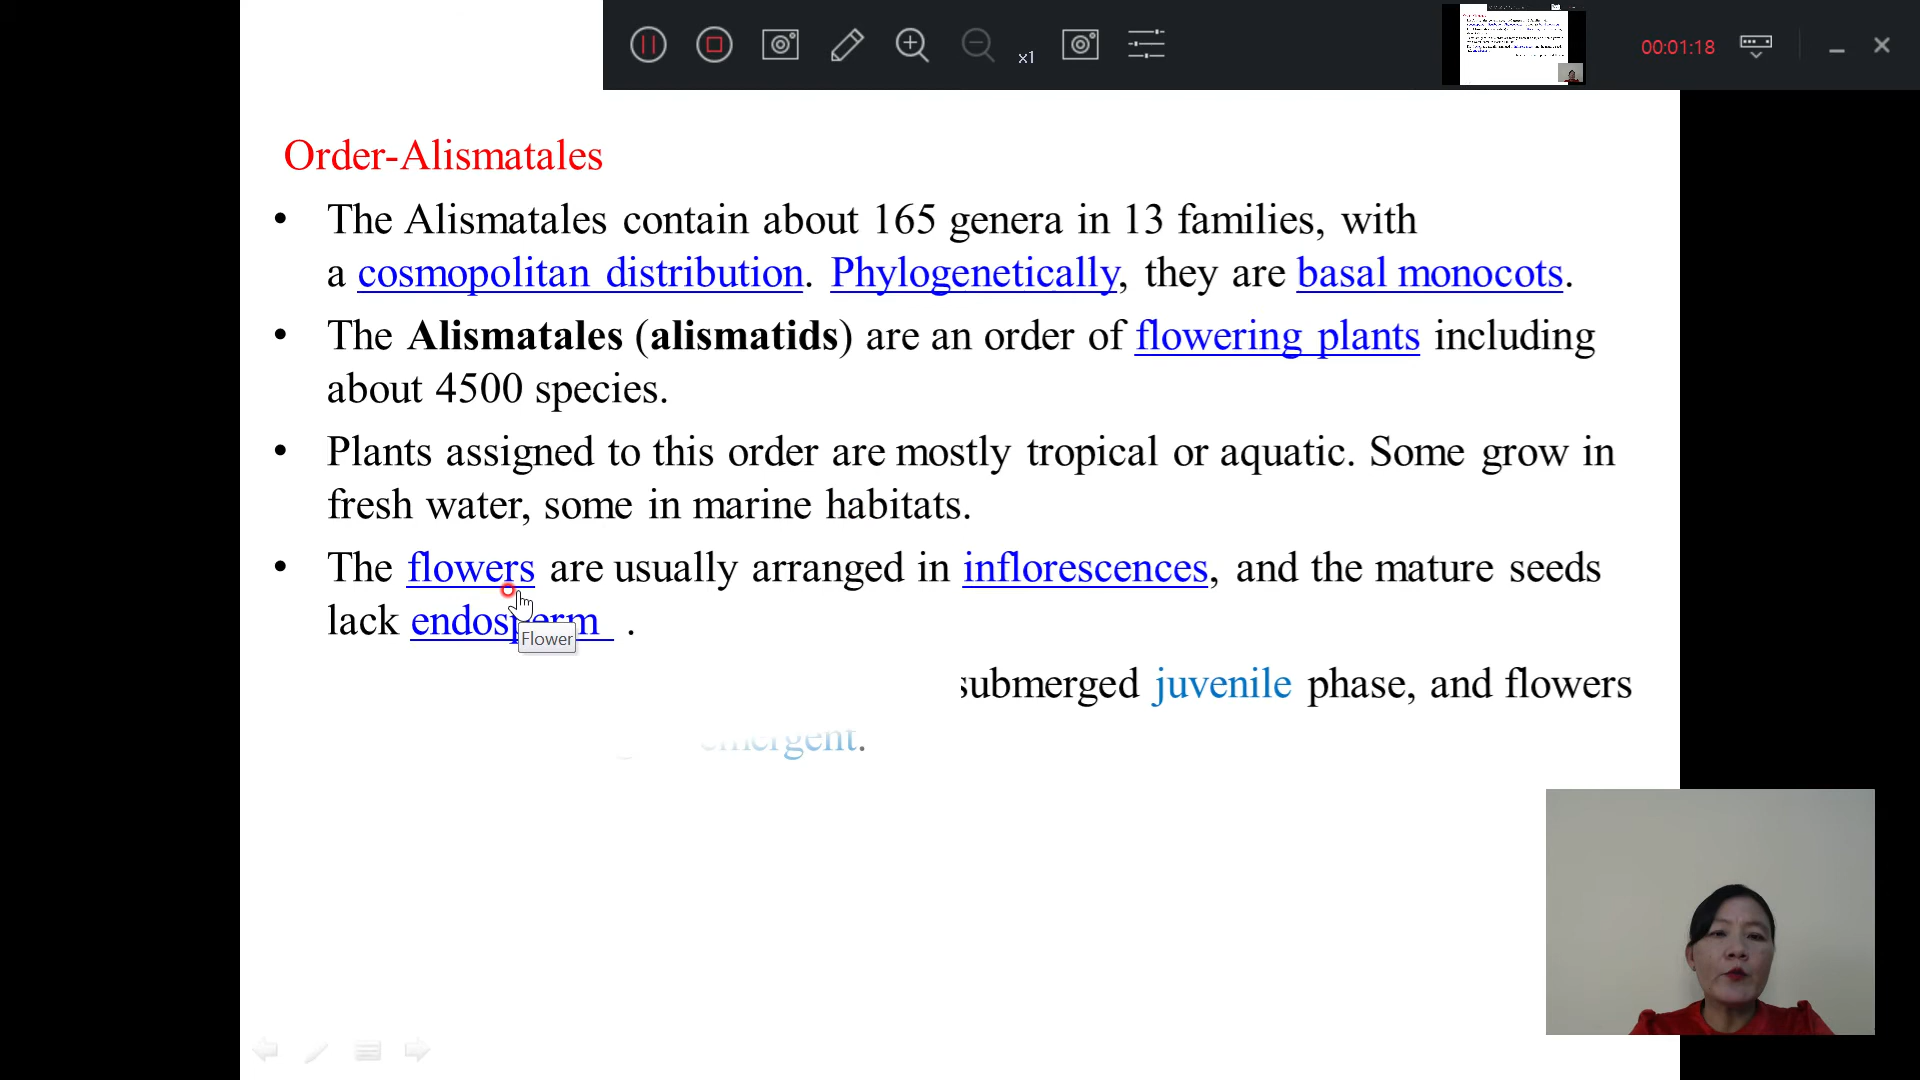 x1
00:01:18
Order-Alismatales
• The Alismatales contain about 165 genera in 13 families, with
a cosmopolitan distribution. Phylogenetically, they are basal monocots.
• The Alismatales (alismatids) are an order of flowering plants including
about 4500 species.
• Plants assigned to this order are mostly tropical or aquatic. Some grow in
fresh water, some in marine habitats.
• The flowers are usually arranged in inflorescences, and the mature seeds
lack endosperm .
Flower
submerged juvenile phase, and flowers
emergent.